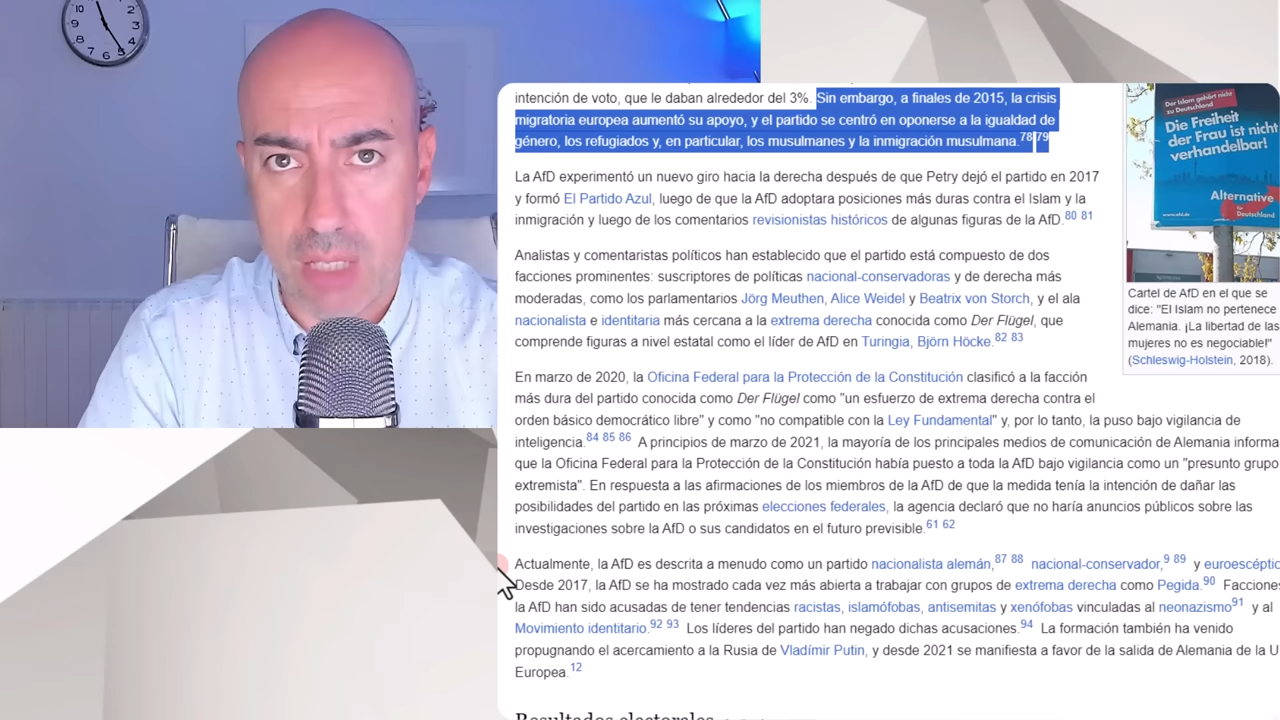 intención de voto, que le daban alrededor del 3%. Sin embargo, a finales de 2015, la crisis
migratoria europea aumentó su apoyo, y el partido se centró en oponerse a la igualdad de
género, los refugiados y, en particular, los musulmanes y la inmigración musulmana.78 79
La AfD experimentó un nuevo giro hacia la derecha después de que Petry dejó el partido en 2017
y formó El Partido Azul, luego de que la AfD adoptara posiciones más duras contra el Islam y la
inmigración y luego de los comentarios revisionistas históricos de algunas figuras de la AfD.80 81
Analistas y comentaristas políticos han establecido que el partido está compuesto de dos
facciones prominentes: suscriptores de políticas nacional-conservadoras y de derecha más
moderadas, como los parlamentarios Jörg Meuthen, Alice Weidel y Beatrix von Storch, y el ala
nacionalista e identitaria más cercana a la extrema derecha conocida como Der Flügel, que
comprende figuras a nivel estatal como el líder de AfD en Turingia, Björn Höcke.82 83
En marzo de 2020, la Oficina Federal para la Protección de la Constitución clasificó a la facción
más dura del partido conocida como Der Flügel como "un esfuerzo de extrema derecha contra el
orden básico democrático libre" y como "no compatible con la Ley Fundamental" y, por lo tanto, la puso bajo vigilancia de
inteligencia.84 85 86 A principios de marzo de 2021, la mayoría de los principales medios de comunicación de Alemania informa
que la Oficina Federal para la Protección de la Constitución había puesto a toda la AfD bajo vigilancia como un "presunto grupo
extremista". En respuesta a las afirmaciones de los miembros de la AfD de que la medida tenía la intención de dañar las
posibilidades del partido en las próximas elecciones federales, la agencia declaró que no haría anuncios públicos sobre las
investigaciones sobre la AfD o sus candidatos en el futuro previsible.61 62
Actualmente, la AfD es descrita a menudo como un partido nacionalista alemán,87 88 nacional-conservador,9 89 y euroescéptic
Desde 2017, la AfD se ha mostrado cada vez más abierta a trabajar con grupos de extrema derecha como Pegida.90 Faccione
la AfD han sido acusadas de tener tendencias racistas, islamófobas, antisemitas y xenófobas vinculadas al neonazismo91 y al
Movimiento identitario.92 93 Los líderes del partido han negado dichas acusaciones.94 La formación también ha venido
propugnando el acercamiento a la Rusia de Vladímir Putin, y desde 2021 se manifiesta a favor de la salida de Alemania de la U
Europea.12
Resultados electorales
Der Islam gehört nicht
zu Deutschland
Die Freiheit
der Frau ist nicht
verhandelbar!
Alternative
für
Deutschland
www.afd.de
Cartel de AfD en el que se
dice: "El Islam no pertenece
Alemania. ¡La libertad de las
mujeres no es negociable!"
(Schleswig-Holstein, 2018).